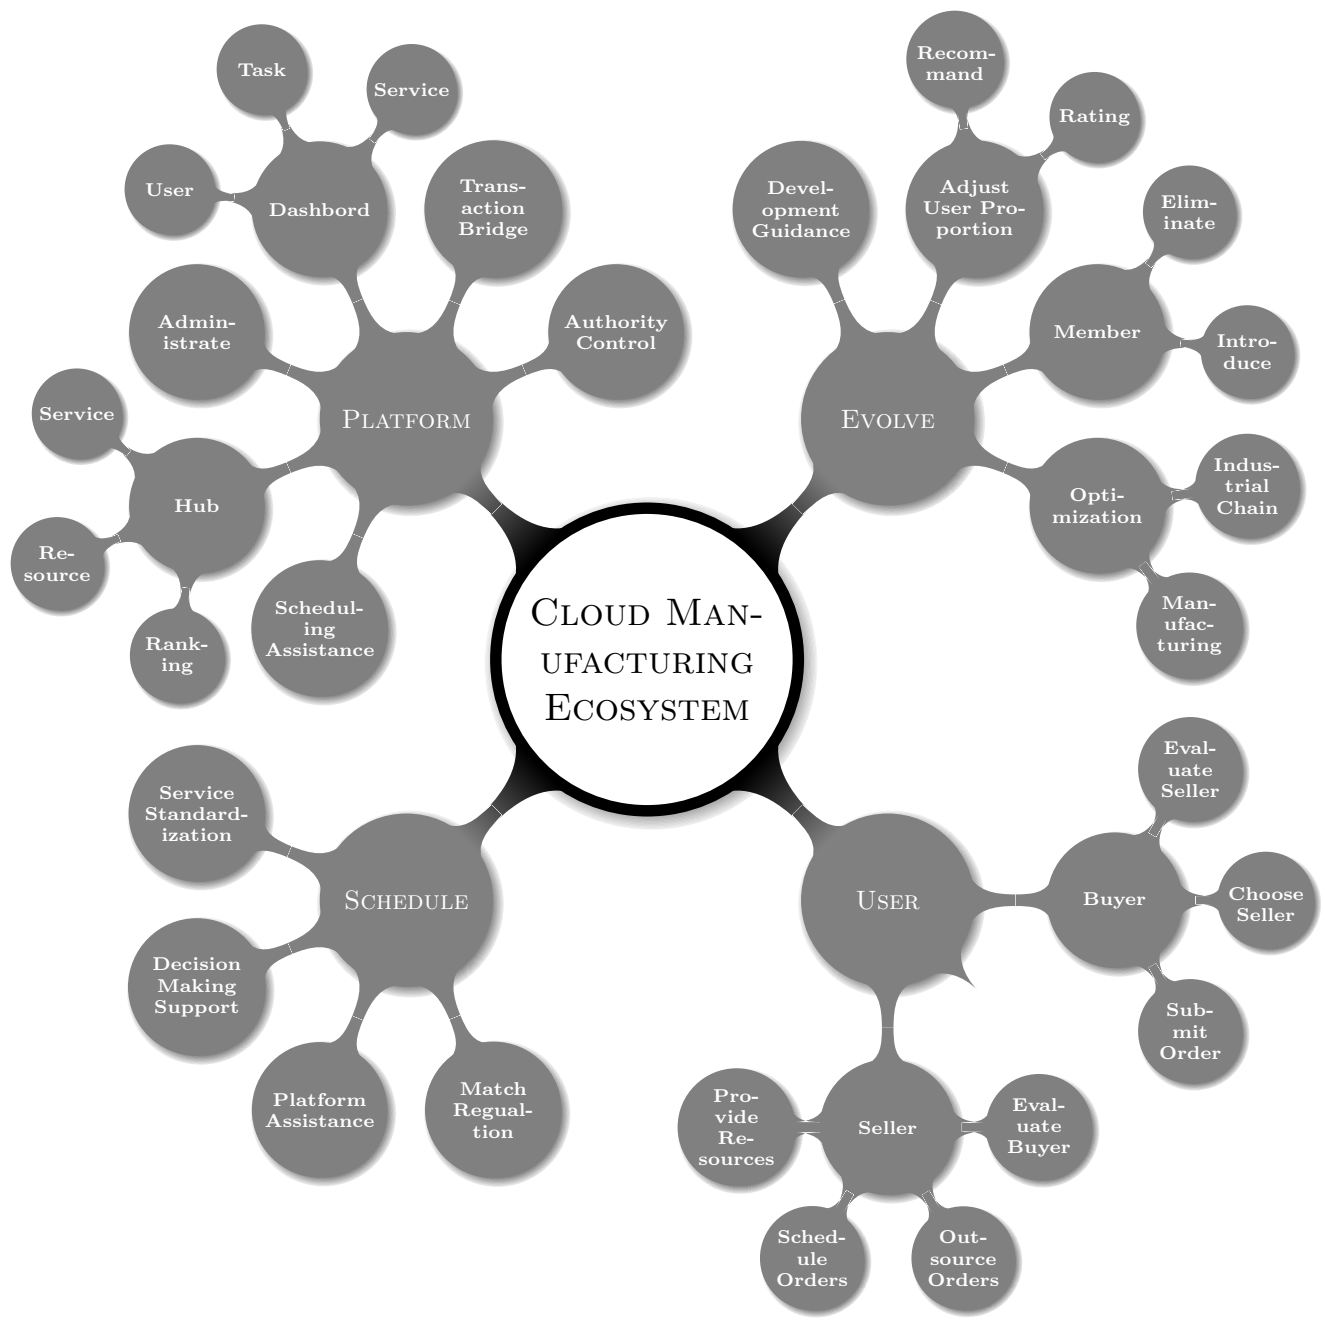 Cloud Man-
ufacturing
Ecosystem
Platform
Task
Service
User
Dashbord
Trans-
action
Bridge
Authority
Control
Admin-
istrate
Service
Hub
Re-
source
Rank-
ing
Schedul-
ing
Assistance
Evolve
Devel-
opment
Guidance
Recom-
mand
Adjust
User Pro-
portion
Rating
Elim-
inate
Member
Intro-
duce
Opti-
mization
Indus-
trial
Chain
Man-
ufac-
turing
Schedule
Service
Standard-
ization
Decision
Making
Support
Platform
Assistance
Match
Regual-
tion
User
Buyer
Eval-
uate
Seller
Choose
Seller
Sub-
mit
Order
Seller
Pro-
vide
Re-
sources
Sched-
ule
Orders
Out-
source
Orders
Eval-
uate
Buyer